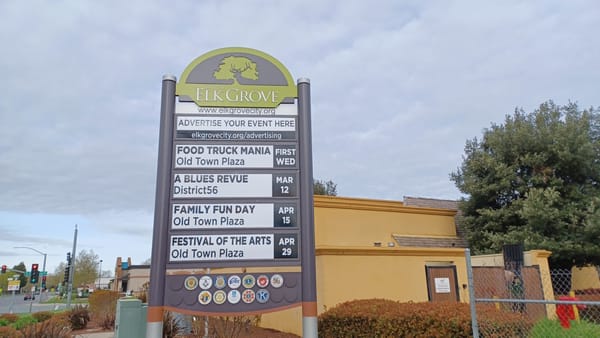 ELK GROVE
www.elkgrovecity.org
ADVERTISE YOUR EVENT HERE
elkgrovecity.org/advertising
FOOD TRUCK MANIA
Old Town Plaza
FIRST
WED
A BLUES REVUE
District56
MAR
12
FAMILY FUN DAY
Old Town Plaza
APR
15
FESTIVAL OF THE ARTS
Old Town Plaza
APR
29